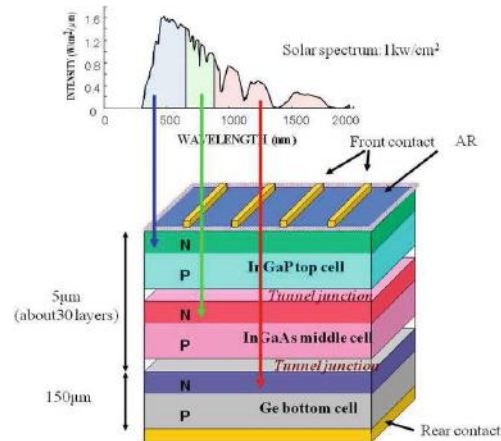 INTENSITY (W/m²/μm)
1.6
1.2
0.8
0.4
0
500
1000
1500
2000
WAVELENGTH (nm)
Solar spectrum: 1kw/cm²
Front contact
AR
N
P
InGaP top cell
Tunnel junction
5μm
(about30 layers)
N
P
InGaAs middle cell
Tunnel junction
150μm
N
P
Ge bottom cell
Rear contact